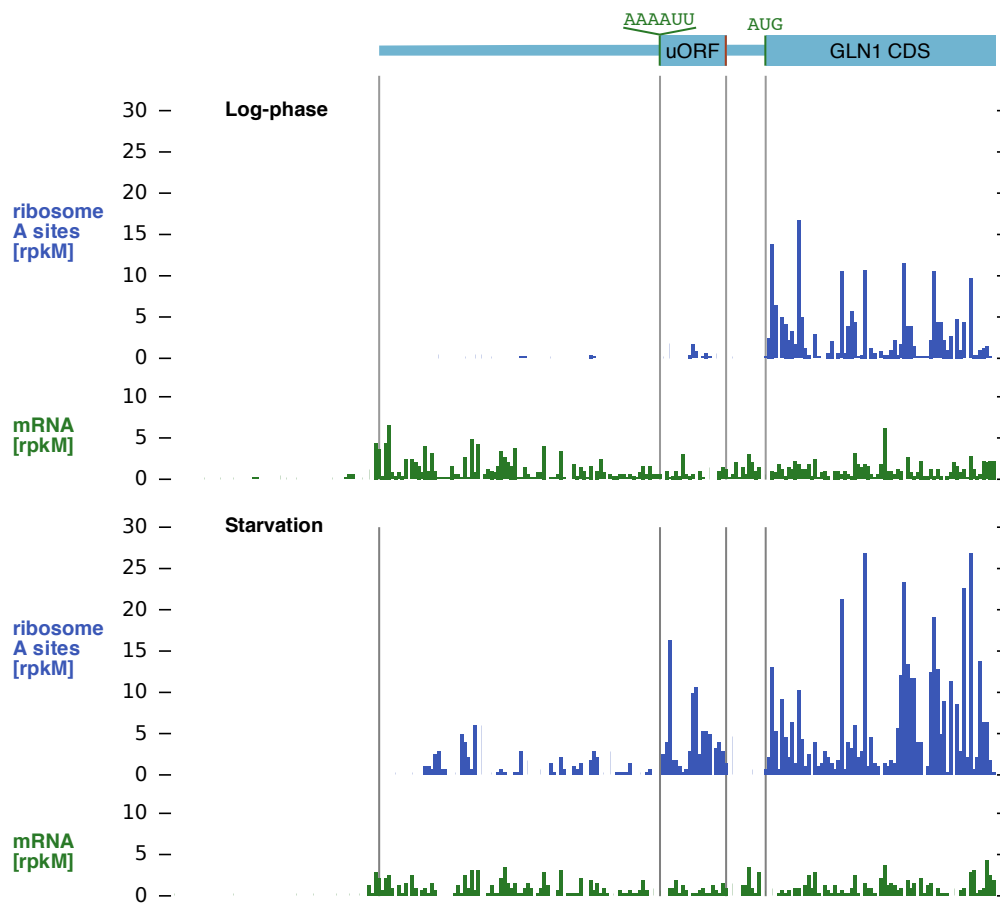 AAAAUU
AUG
uORF
GLN1 CDS
Log-phase
30
25
20
15
10
5
0
ribosome
A sites
[rpkM]
10
5
0
mRNA
[rpkM]
Starvation
30
25
20
15
10
5
0
ribosome
A sites
[rpkM]
10
5
0
mRNA
[rpkM]